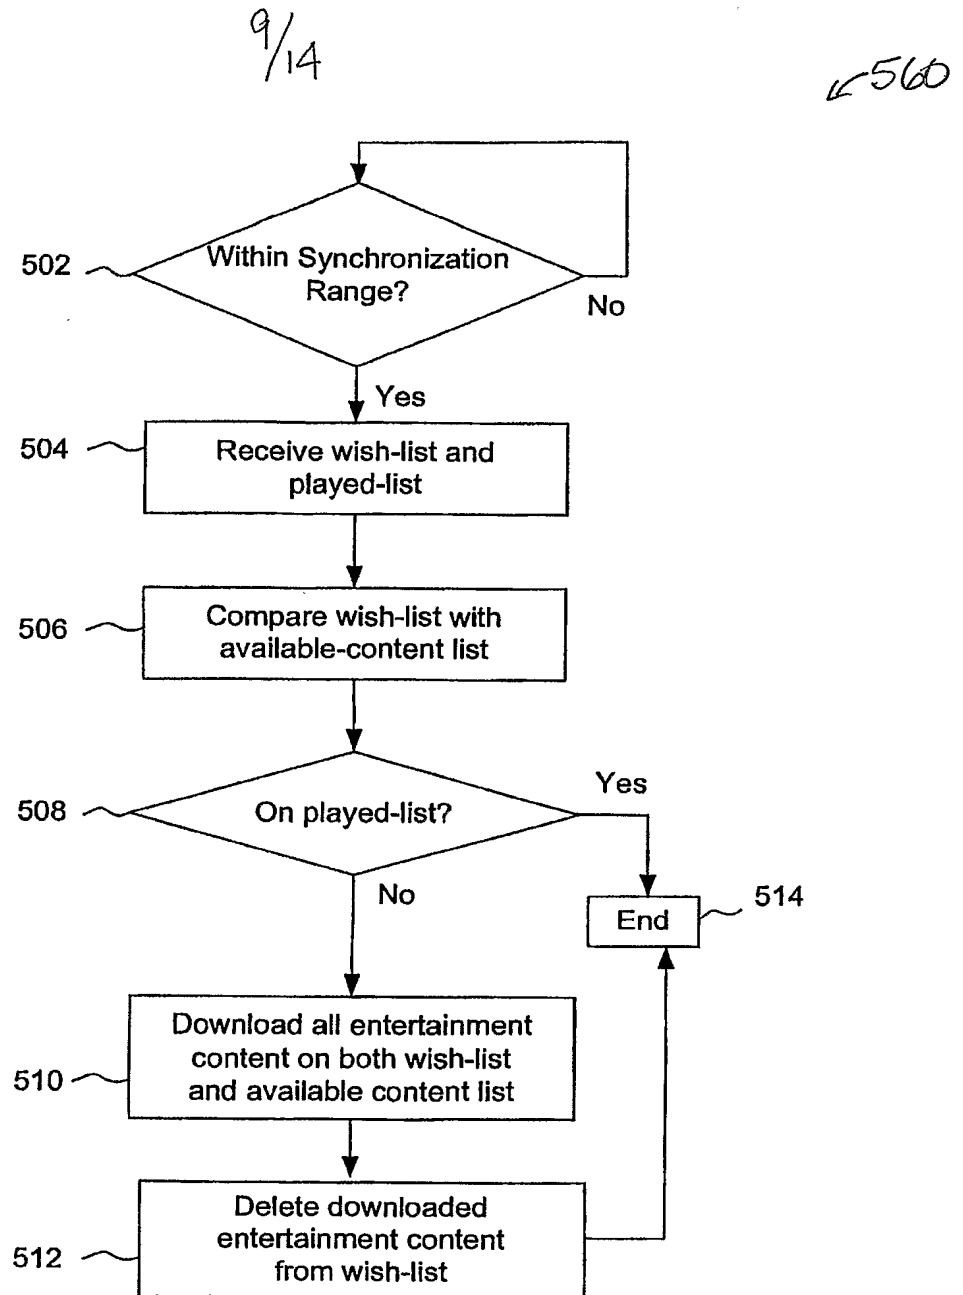 9/14
560
502
Within Synchronization
Range?
No
Yes
504
Receive wish-list and
played-list
506
Compare wish-list with
available-content list
508
On played-list?
Yes
No
End
514
510
Download all entertainment
content on both wish-list
and available content list
512
Delete downloaded
entertainment content
from wish-list